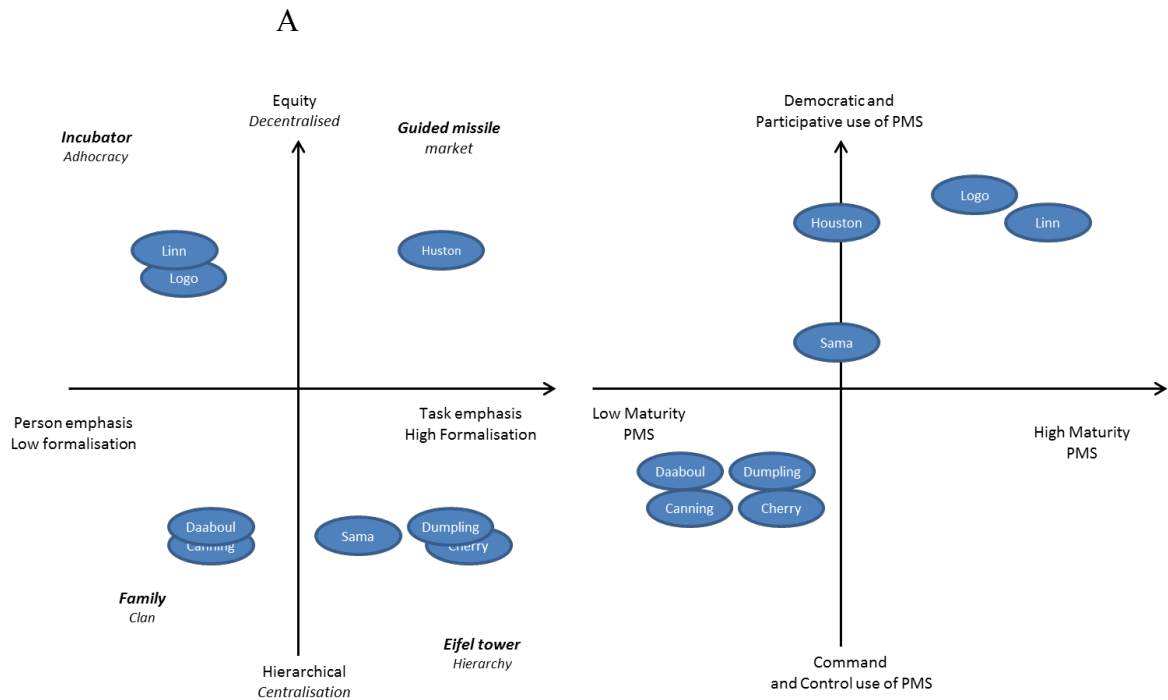 A
Equity
Decentralised
Incubator
Adhocracy
Guided missile
market
Linn
Logo
Huston
Person emphasis
Low formalisation
Task emphasis
High Formalisation
Daaboul
Canning
Sama
Dumpling
Cherry
Family
Clan
Eifel tower
Hierarchy
Hierarchical
Centralisation
Democratic and
Participative use of PMS
Logo
Houston
Linn
Sama
Low Maturity
PMS
High Maturity
PMS
Daaboul
Dumpling
Canning
Cherry
Command
and Control use of PMS